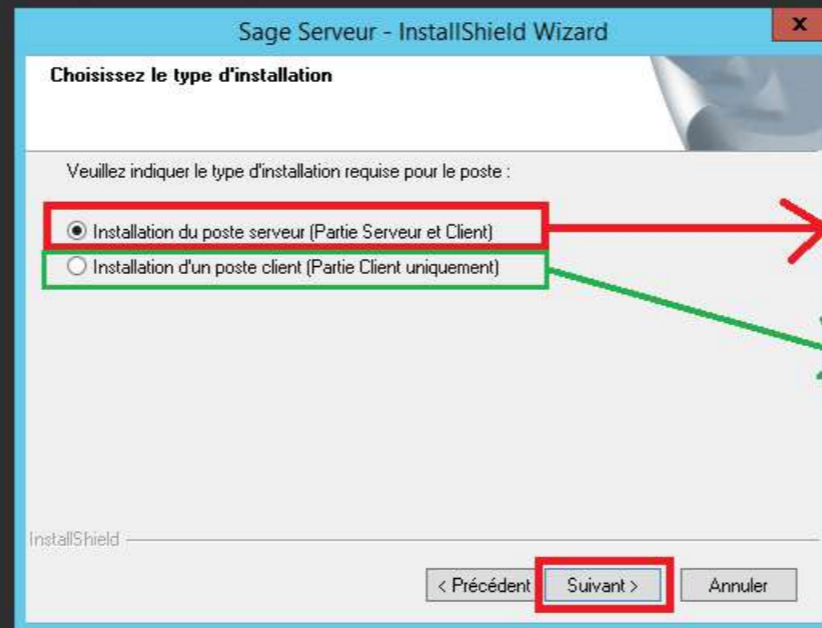 Sage Serveur - InstallShield Wizard
x
Choisissez le type d'installation
Veuillez indiquer le type d'installation requise pour le poste :
Installation du poste serveur (Partie Serveur et Client)
Installation d'un poste client (Partie Client uniquement)
InstallShield
< Précédent Suivant > Annuler